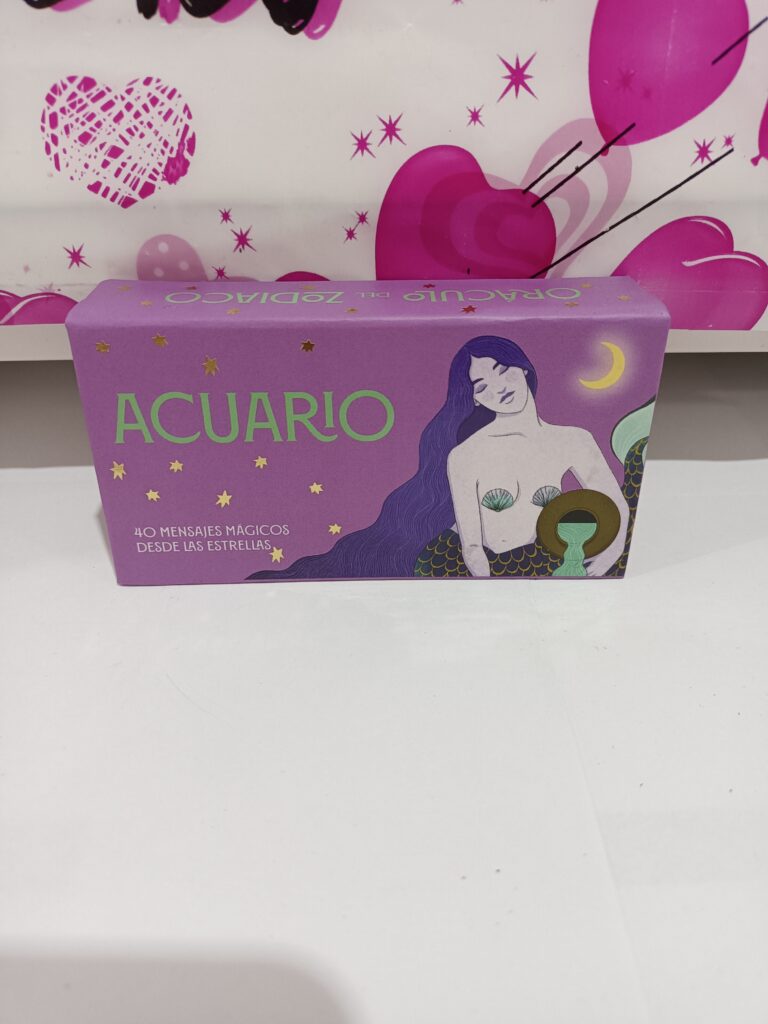 ORACULO DEL ZODIACO
ACUARIO
40 MENSAJES MÁGICOS
DESDE LAS ESTRELLAS